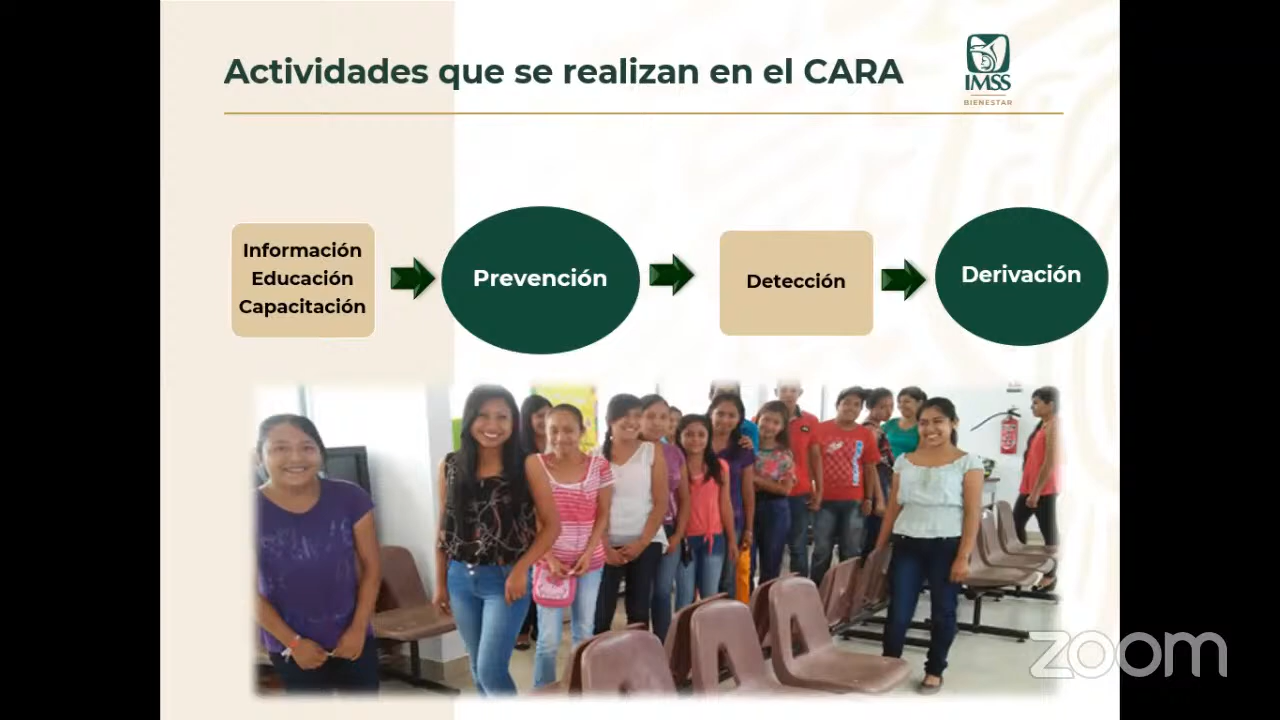 Actividades que se realizan en el CARA
IMSS
BIENESTAR
Información
Educación
Capacitación
Prevención
Detección
Derivación
zoom